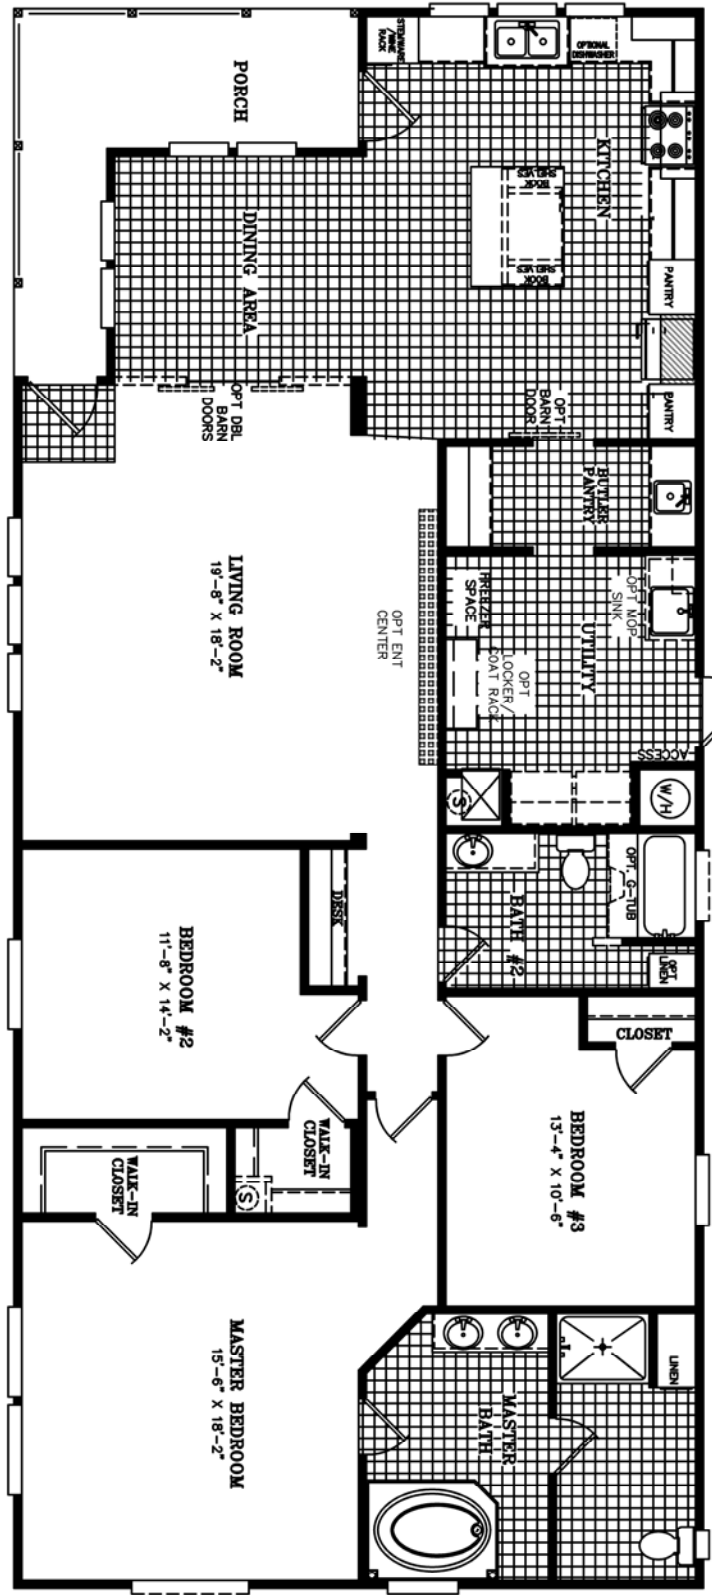 STEMWARE
/WINE
RACK
OPTIONAL
DISHWASHER
PORCH
KITCHEN
BOOK
SHELVES
BOOK
SHELVES
DINING AREA
PANTRY
PANTRY
OPT
BARN
DOOR
OPT DBL
BARN
DOORS
BUTLER
PANTRY
LIVING ROOM
19'-8" X 18'-2"
OPT ENT
CENTER
FREEZER
SPACE
OPT MOP
SINK
UTILITY
OPT
LOCKER/
COAT RACK
ACCESS
W/H
S
DESK
BATH #2
OPT. G-TUB
OPT
LINEN
BEDROOM #2
11'-8" X 14'-2"
CLOSET
BEDROOM #3
13'-4" X 10'-6"
WALK-IN
CLOSET
WALK-IN
CLOSET
S
MASTER BEDROOM
15'-6" X 18'-2"
MASTER
BATH
LINEN